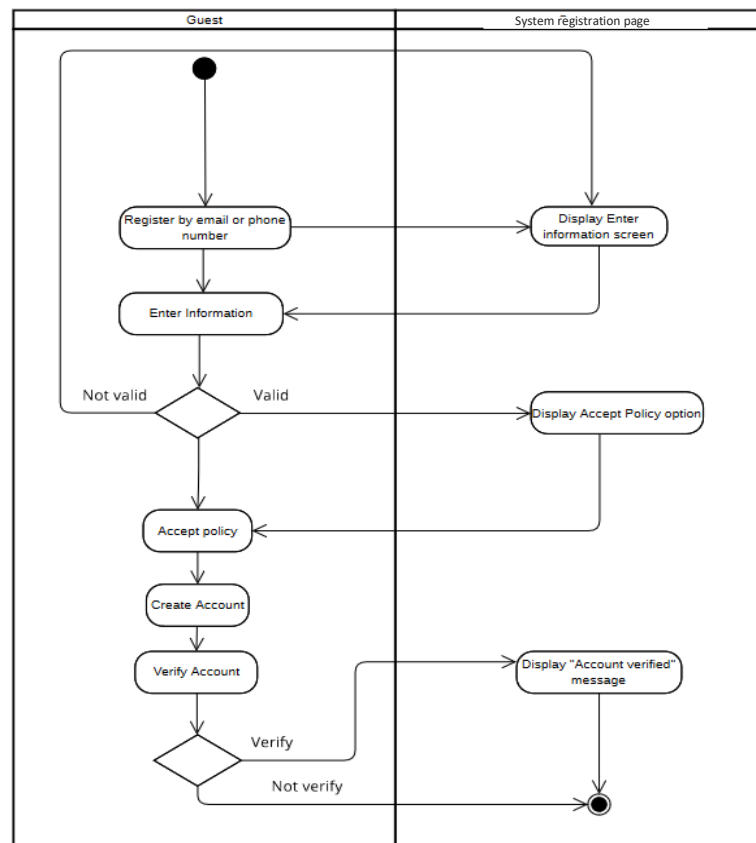 Guest
System registration page
Register by email or phone
number
Display Enter
information screen
Enter Information
Not valid
Valid
Display Accept Policy option
Accept policy
Create Account
Verify Account
Display "Account verified"
message
Verify
Not verify